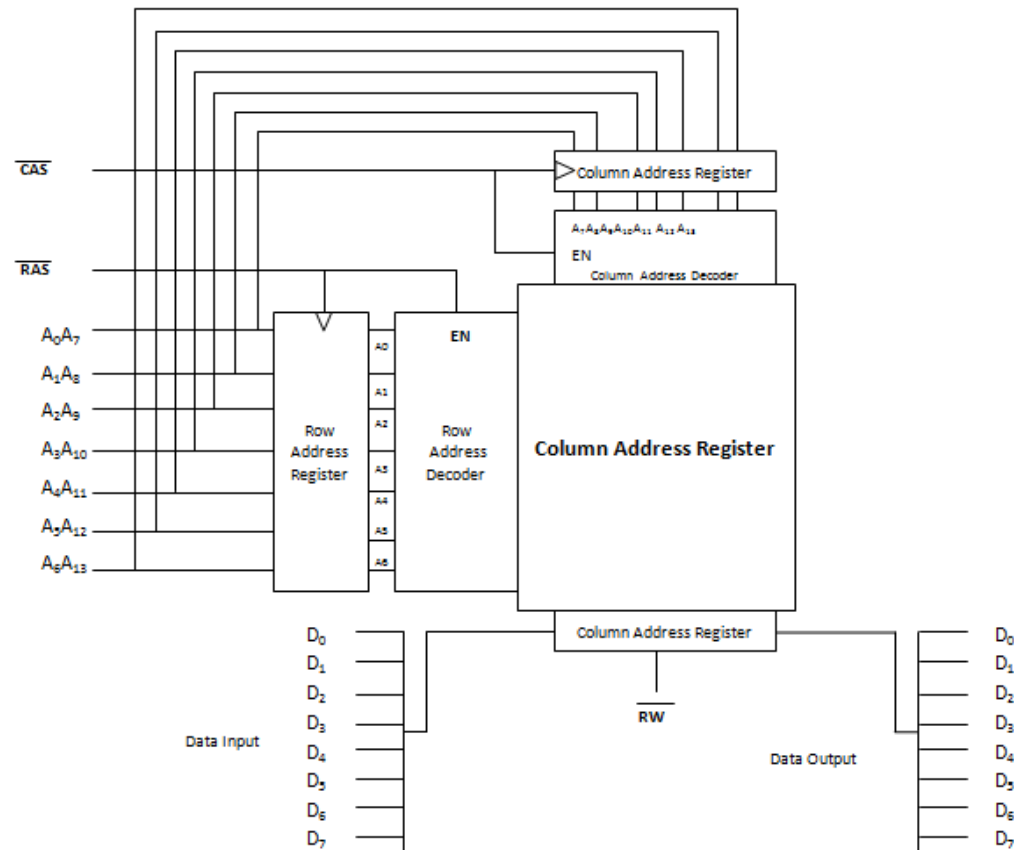 Column Address Register
CAS
A₇A₈A₉A₁₀A₁₁ A₁₂ A₁₃
EN
Column Address Decoder
RAS
A₀A₇
A₁A₈
A₂A₉
A₃A₁₀
A₄A₁₁
A₅A₁₂
A₆A₁₃
Row
Address
Register
A0
A1
A2
A3
A4
A5
A6
EN
Row
Address
Decoder
Column Address Register
Column Address Register
RW
Data Input
D₀
D₁
D₂
D₃
D₄
D₅
D₆
D₇
Data Output
D₀
D₁
D₂
D₃
D₄
D₅
D₆
D₇